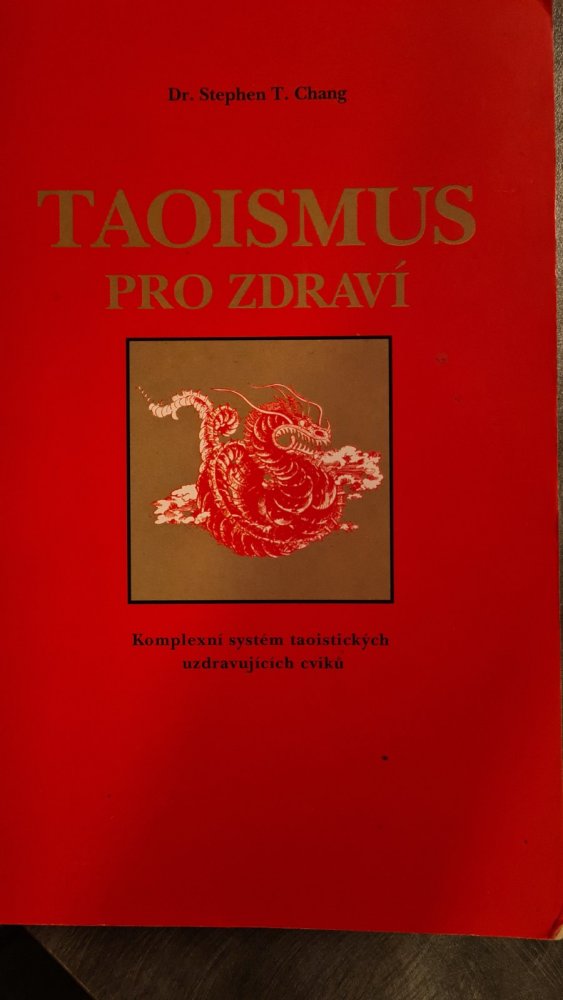 Dr. Stephen T. Chang
TAOISMUS
PRO ZDRAVÍ
Komplexní systém taoistických
uzdravujících cviků